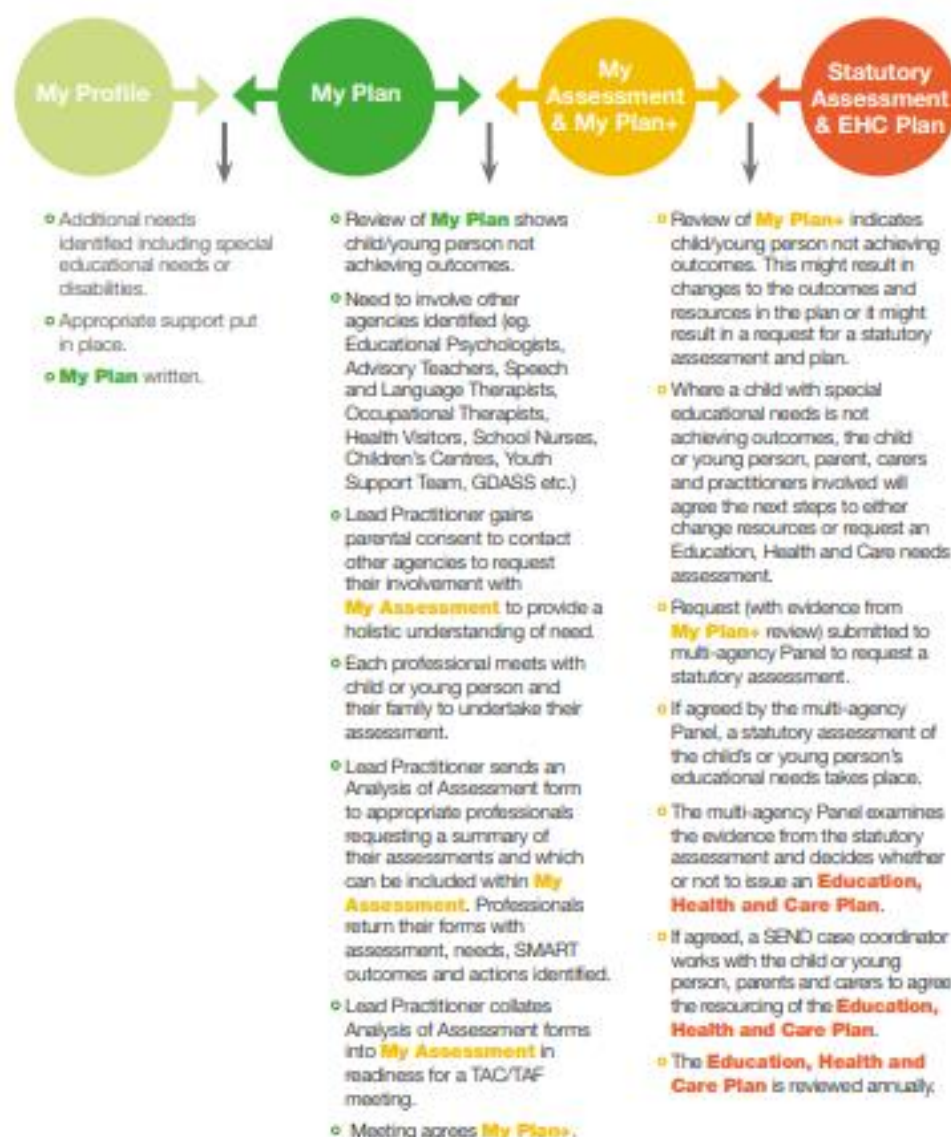 My Profile
My Plan
My
Assessment
& My Plan+
Statutory
Assessment
& EHC Plan
Additional needs
identified including special
educational needs or
disabilities.
Appropriate support put
in place.
My Plan written.
Review of My Plan shows
child/young person not
achieving outcomes.
Need to involve other
agencies identified (eg.
Educational Psychologists,
Advisory Teachers, Speech
and Language Therapists,
Occupational Therapists,
Health Visitors, School Nurses,
Children's Centres, Youth
Support Team, GDASS etc.)
Lead Practitioner gains
parental consent to contact
other agencies to request
their involvement with
My Assessment to provide a
holistic understanding of need.
Each professional meets with
child or young person and
their family to undertake their
assessment.
Lead Practitioner sends an
Analysis of Assessment form
to appropriate professionals
requesting a summary of
their assessments and which
can be included within My
Assessment. Professionals
return their forms with
assessment, needs, SMART
outcomes and actions identified.
Lead Practitioner collates
Analysis of Assessment forms
into My Assessment in
readiness for a TAC/TAF
meeting.
Meeting agrees My Plan+.
Review of My Plan+ indicates
child/young person not achieving
outcomes. This might result in
changes to the outcomes and
resources in the plan or it might
result in a request for a statutory
assessment and plan.
Where a child with special
educational needs is not
achieving outcomes, the child
or young person, parent, carers
and practitioners involved will
agree the next steps to either
change resources or request an
Education, Health and Care needs
assessment.
Request (with evidence from
My Plan+ review) submitted to
multi-agency Panel to request a
statutory assessment.
If agreed by the multi-agency
Panel, a statutory assessment of
the child's or young person's
educational needs takes place.
The multi-agency Panel examines
the evidence from the statutory
assessment and decides whether
or not to issue an Education,
Health and Care Plan.
If agreed, a SEND case coordinator
works with the child or young
person, parents and carers to agree
the resourcing of the Education,
Health and Care Plan.
The Education, Health and
Care Plan is reviewed annually.